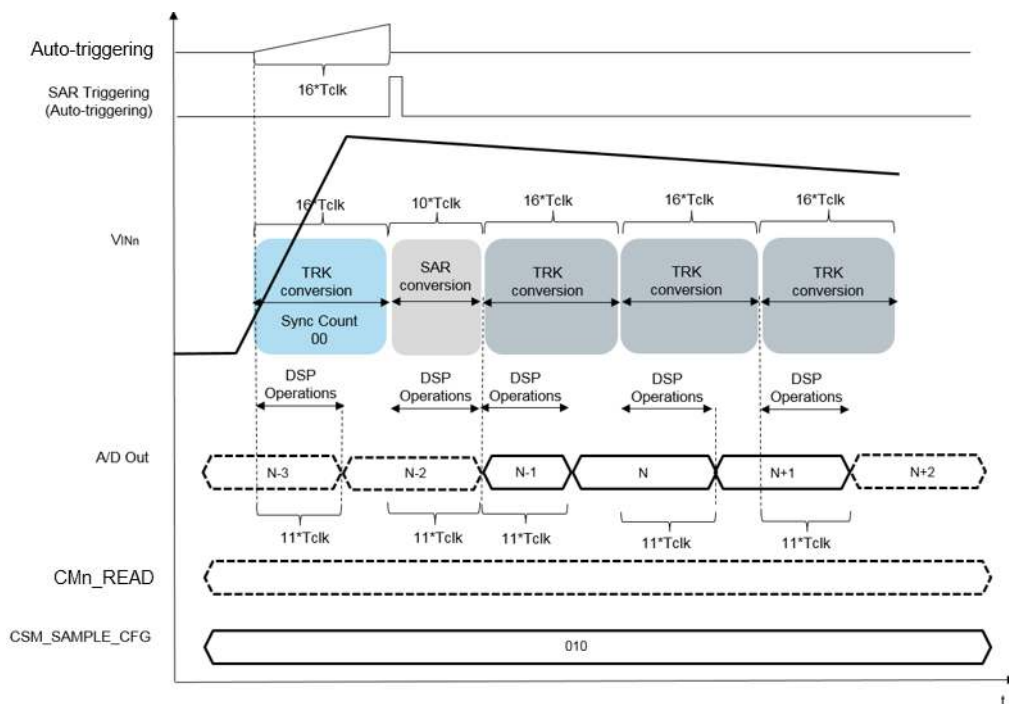 Auto-triggering
16*Tclk
SAR Triggering
(Auto-triggering)
16*Tclk
10*Tclk
16*Tclk
16*Tclk
16*Tclk
VINn
TRK
conversion
Sync Count
00
SAR
conversion
TRK
conversion
TRK
conversion
TRK
conversion
DSP
Operations
DSP
Operations
DSP
Operations
DSP
Operations
DSP
Operations
A/D Out
N-3
N-2
N-1
N
N+1
N+2
11*Tclk
11*Tclk
11*Tclk
11*Tclk
11*Tclk
CMn_READ
CSM_SAMPLE_CFG
010
t